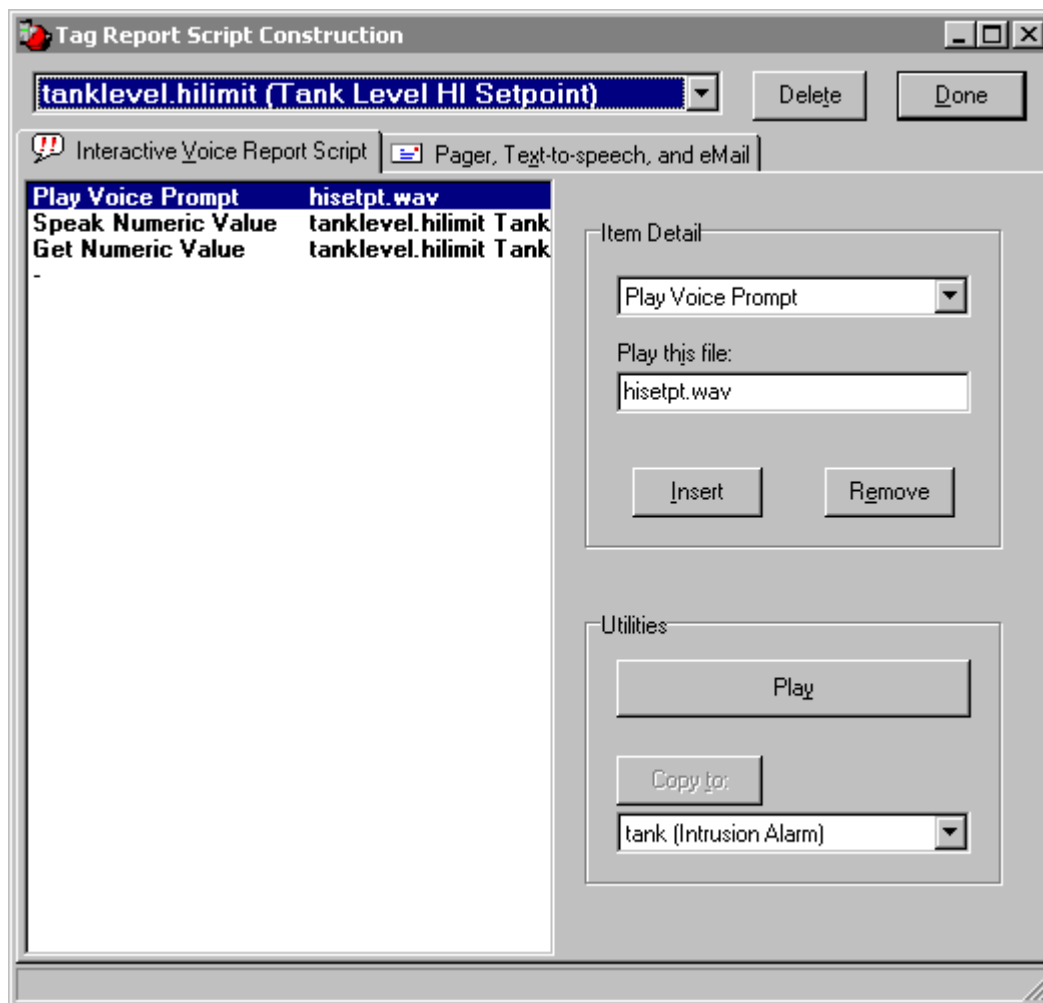 Tag Report Script Construction
tanklevel.hilimit (Tank Level HI Setpoint)
Delete
Done
Interactive Voice Report Script
Pager, Text-to-speech, and eMail
Play Voice Prompt hisetpt.wav
Speak Numeric Value tanklevel.hilimit Tank
Get Numeric Value tanklevel.hilimit Tank
-
Item Detail
Play Voice Prompt
Play this file:
hisetpt.wav
Insert
Remove
Utilities
Play
Copy to:
tank (Intrusion Alarm)